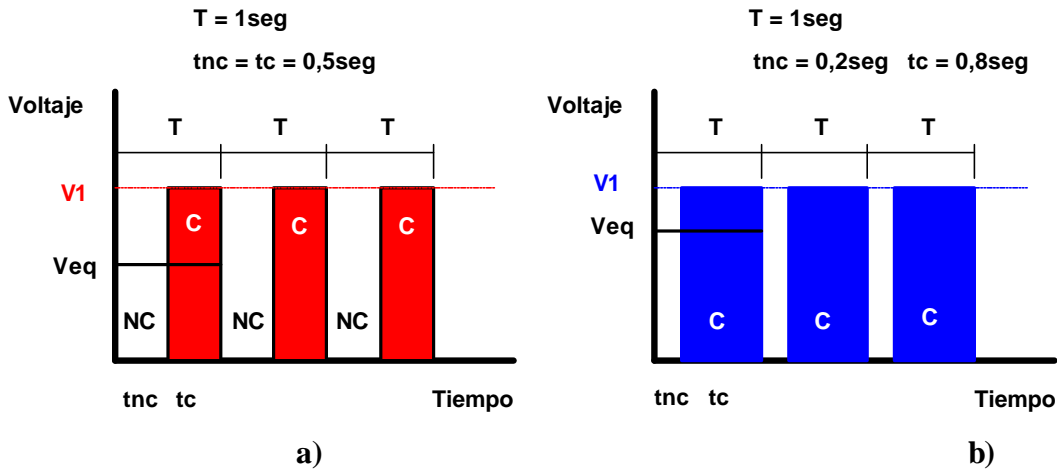 T = 1seg
tnc = tc = 0,5seg
Voltaje
T T T
V1
C C C
Veq
NC NC NC
tnc tc Tiempo
a)
T = 1seg
tnc = 0,2seg tc = 0,8seg
Voltaje
T T T
V1
Veq
C C C
tnc tc Tiempo
b)